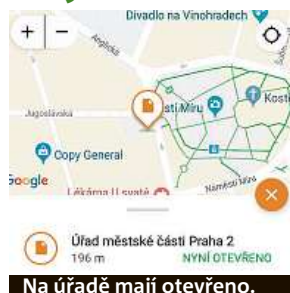 Divadlo na Vinohradech
Anglická
Jugoslávská
Kost
Copy General
Google
Lékárna U svaté
Náměstí Míru
Úřad městské části Praha 2
196 m
NYNÍ OTEVŘENO
Na úřadě mají otevřeno.